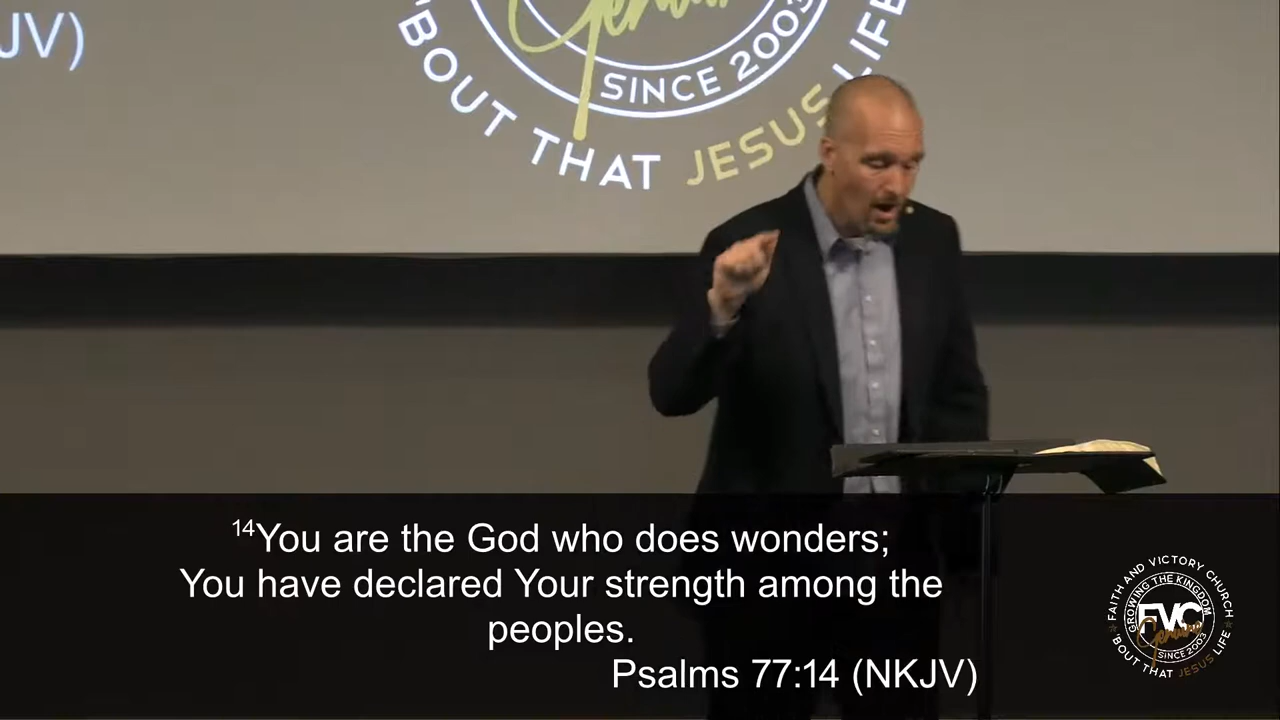 JV)
Genuine
SINCE 2003
'BOUT THAT JESUS LIFE
14You are the God who does wonders;
You have declared Your strength among the
peoples.
Psalms 77:14 (NKJV)
FAITH AND VICTORY CHURCH
GROWING THE KINGDOM
FVC
Genuine
SINCE 2003
'BOUT THAT JESUS LIFE